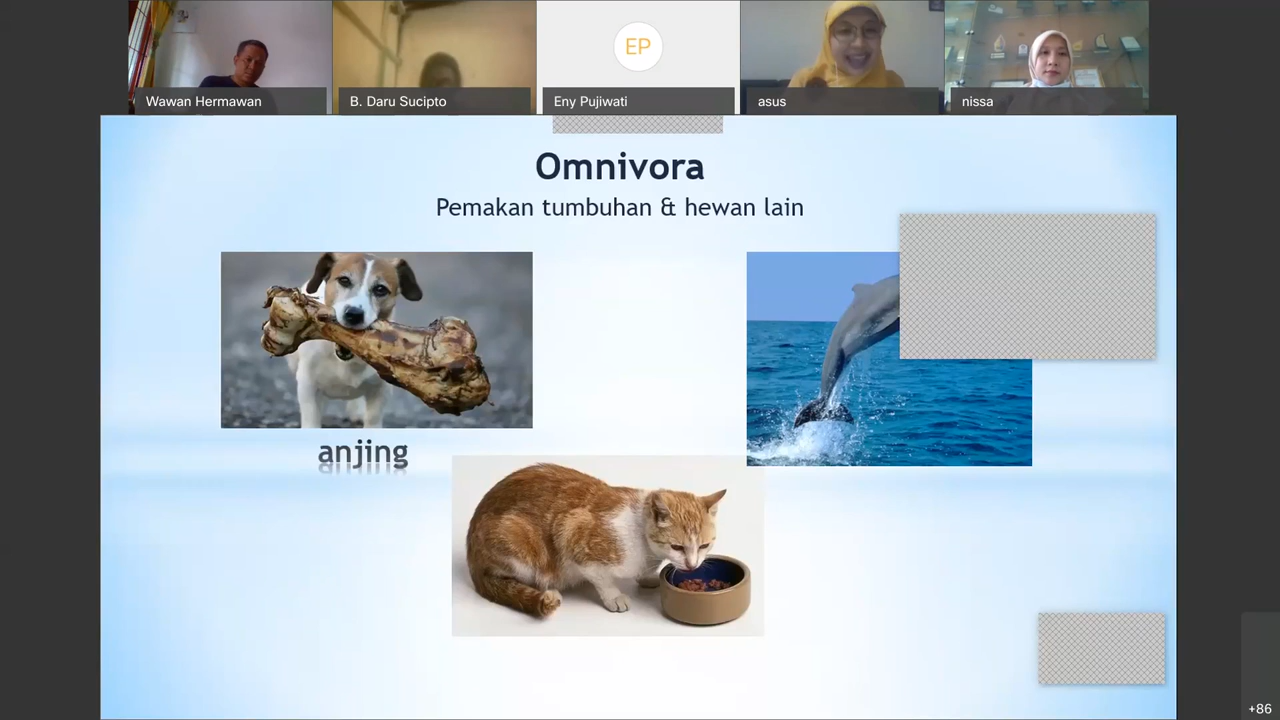 Wawan Hermawan
B. Daru Sucipto
EP
Eny Pujiwati
asus
nissa
Omnivora
Pemakan tumbuhan & hewan lain
anjing
+86